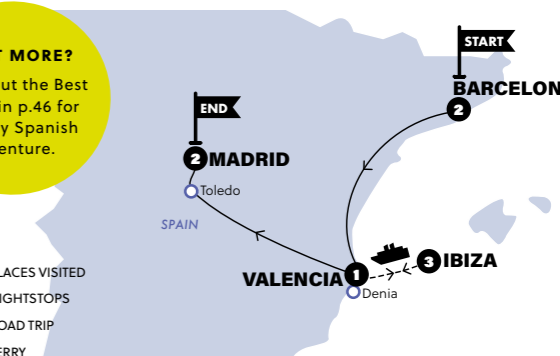 T MORE?
ut the Best
in p.46 for
y Spanish
enture.
START
BARCELON
2
END
2 MADRID
Toledo
SPAIN
VALENCIA 1
3 IBIZA
Denia
LACES VISITED
IGHTSTOPS
OAD TRIP
ERRY